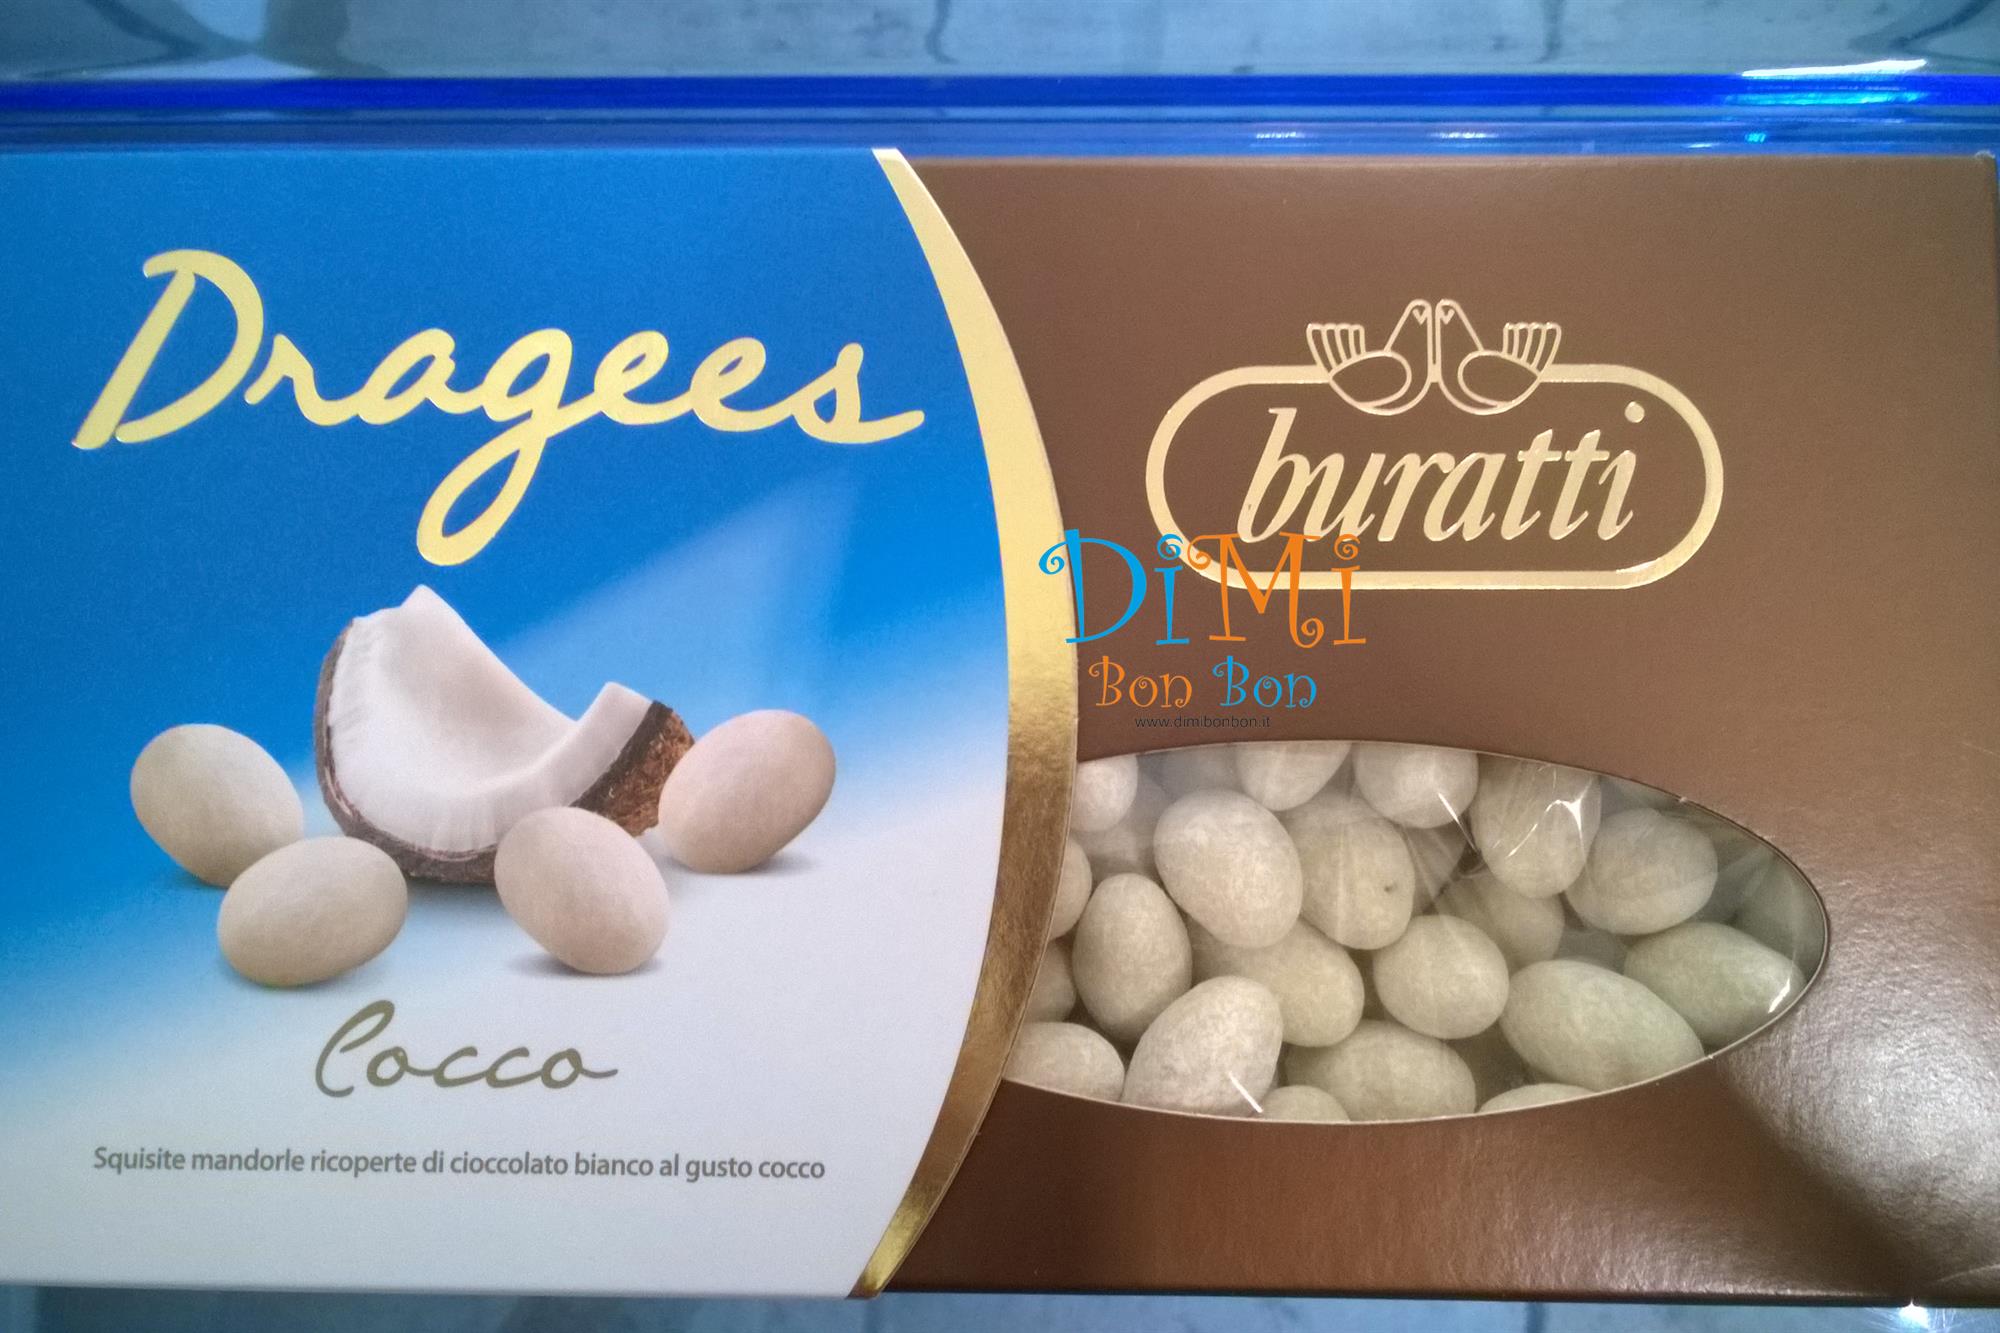 Dragees
buratti
DiMi
Bon Bon
www.dimibonbon.it
Cocco
Squisite mandorle ricoperte di cioccolato bianco al gusto cocco